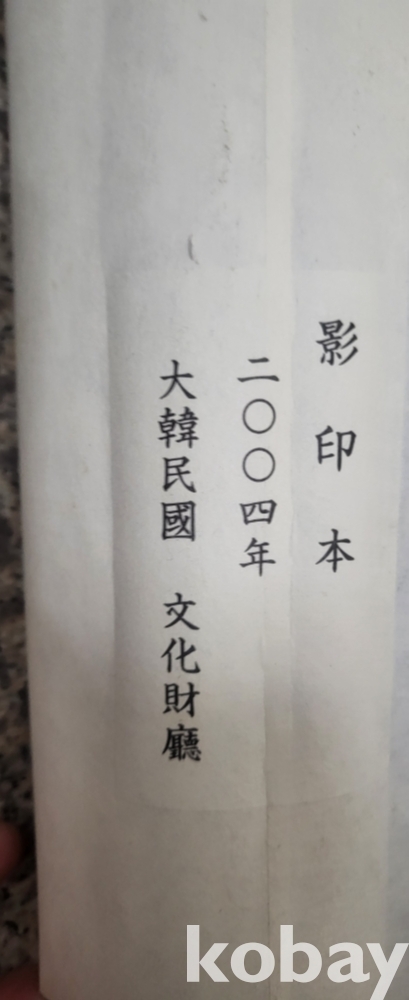 影印本
二〇〇四年
大韓民國 文化財廳
kobay